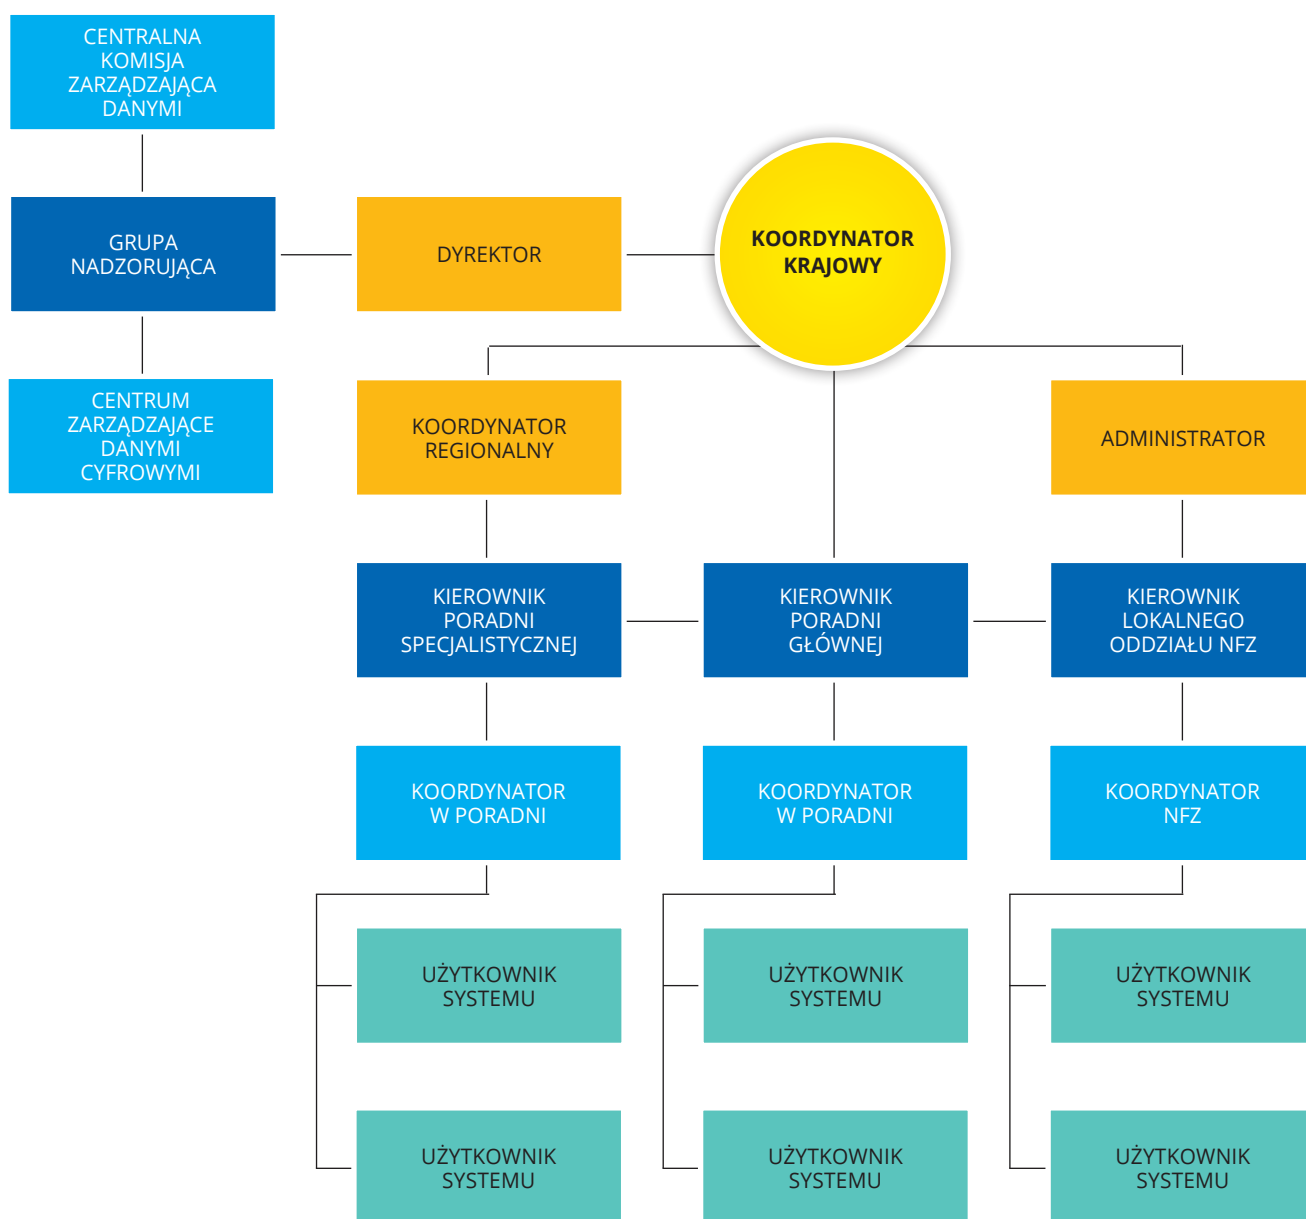 CENTRALNA
KOMISJA
ZARZĄDZAJĄCA
DANYMI
GRUPA
NADZORUJĄCA
DYREKTOR
KOORDYNATOR
KRAJOWY
CENTRUM
ZARZĄDZAJĄCE
DANYMI
CYFROWYMI
KOORDYNATOR
REGIONALNY
ADMINISTRATOR
KIEROWNIK
PORADNI
SPECJALISTYCZNEJ
KIEROWNIK
PORADNI
GŁÓWNEJ
KIEROWNIK
LOKALNEGO
ODDZIAŁU NFZ
KOORDYNATOR
W PORADNI
KOORDYNATOR
W PORADNI
KOORDYNATOR
NFZ
UŻYTKOWNIK
SYSTEMU
UŻYTKOWNIK
SYSTEMU
UŻYTKOWNIK
SYSTEMU
UŻYTKOWNIK
SYSTEMU
UŻYTKOWNIK
SYSTEMU
UŻYTKOWNIK
SYSTEMU